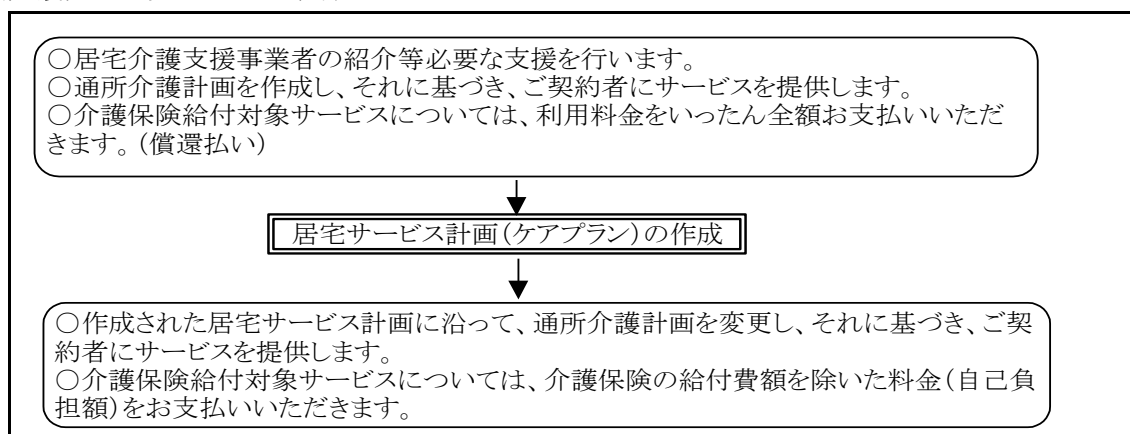 ○居宅介護支援事業者の紹介等必要な支援を行います。
○通所介護計画を作成し、それに基づき、ご契約者にサービスを提供します。
○介護保険給付対象サービスについては、利用料金をいったん全額お支払いいただ
きます。(償還払い)
居宅サービス計画(ケアプラン)の作成
○作成された居宅サービス計画に沿って、通所介護計画を変更し、それに基づき、ご契
約者にサービスを提供します。
○介護保険給付対象サービスについては、介護保険の給付費額を除いた料金(自己負
担額)をお支払いいただきます。